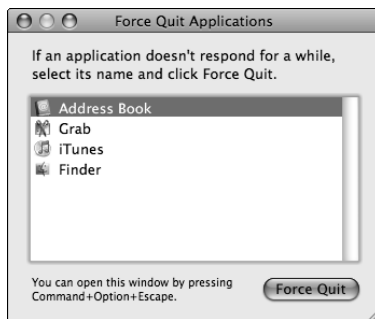 Force Quit Applications
If an application doesn't respond for a while,
select its name and click Force Quit.
Address Book
Grab
iTunes
Finder
You can open this window by pressing
Command+Option+Escape.
Force Quit